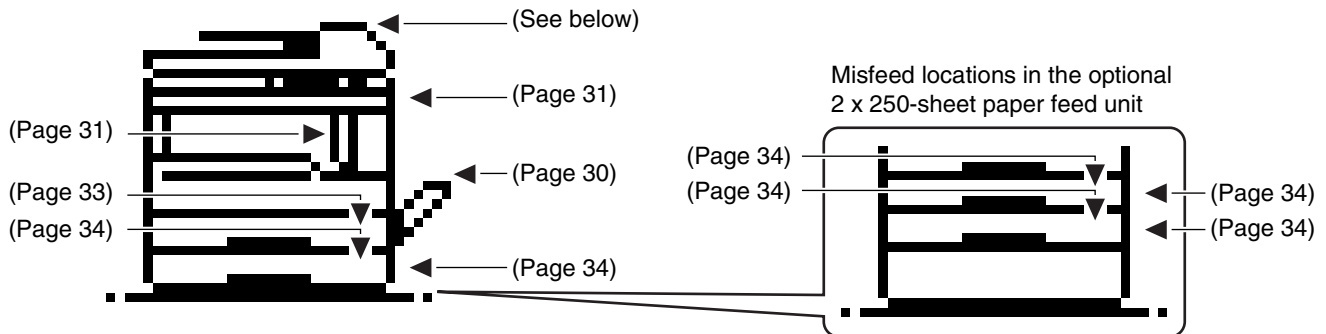 (See below)
(Page 31)
(Page 31)
(Page 30)
(Page 33)
(Page 34)
(Page 34)
Misfeed locations in the optional
2 x 250-sheet paper feed unit
(Page 34)
(Page 34)
(Page 34)
(Page 34)